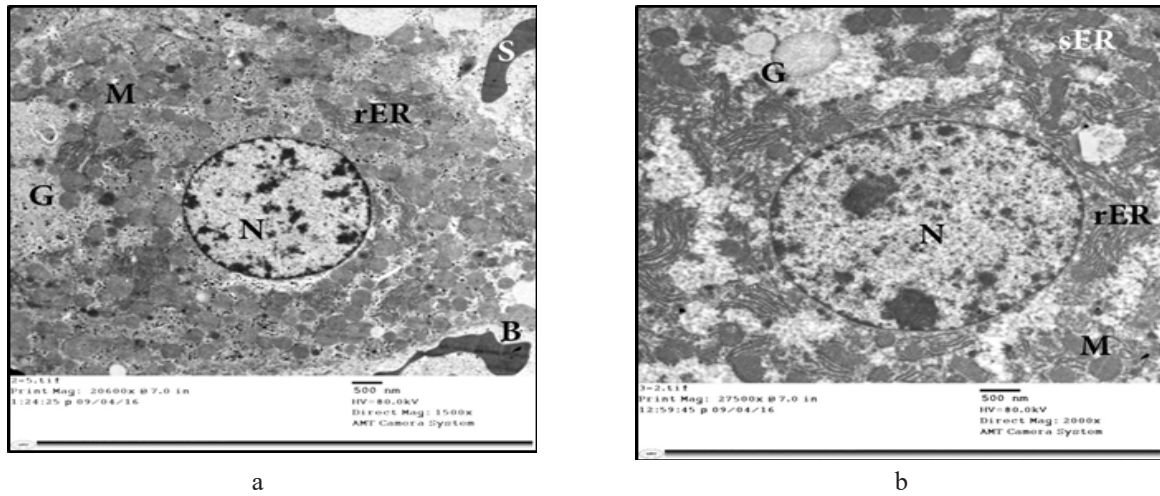 S
M
rER
G
N
B
2-5.tif
Print Mag: 20600x @ 7.0 in
1:24:25 p 09/04/16
500 nm
HV=80.0kV
Direct Mag: 1500x
AMT Camera System
a
sER
G
N
rER
M
3-2.tif
Print Mag: 27500x @ 7.0 in
12:59:45 p 09/04/16
500 nm
HV=80.0kV
Direct Mag: 2000x
AMT Camera System
b